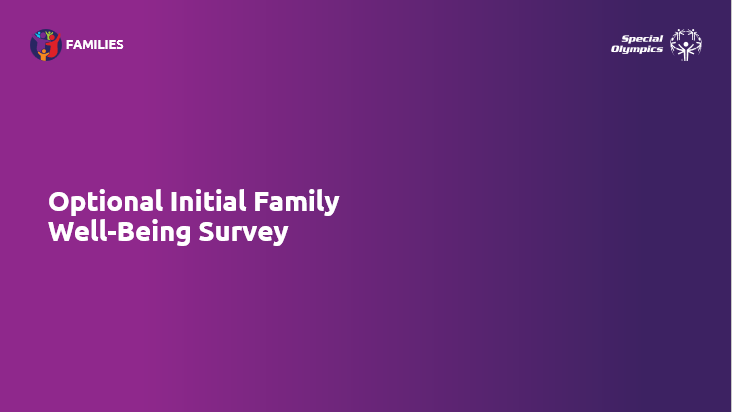 FAMILIES
Special
Olympics
Optional Initial Family
Well-Being Survey